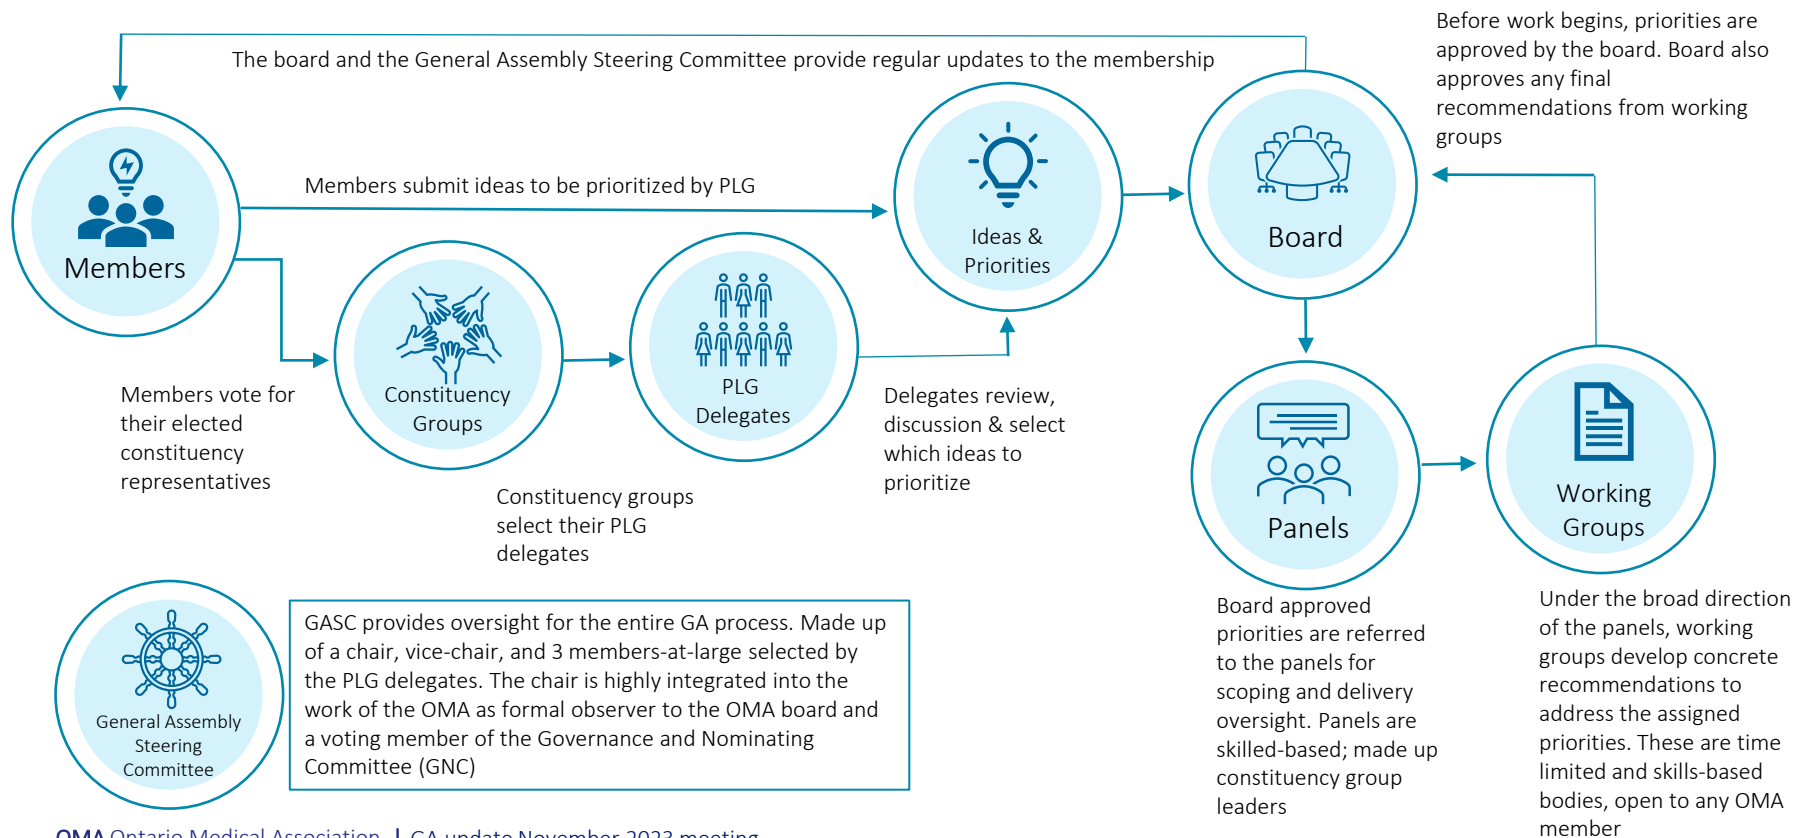 Before work begins, priorities are
approved by the board. Board also
approves any final
recommendations from working
groups
The board and the General Assembly Steering Committee provide regular updates to the membership
Members submit ideas to be prioritized by PLG
Members
Ideas &
Priorities
Board
Constituency
Groups
PLG
Delegates
Members vote for
their elected
constituency
representatives
Constituency groups
select their PLG
delegates
Delegates review,
discussion & select
which ideas to
prioritize
Panels
Working
Groups
Board approved
priorities are referred
to the panels for
scoping and delivery
oversight. Panels are
skilled-based; made up
constituency group
leaders
Under the broad direction
of the panels, working
groups develop concrete
recommendations to
address the assigned
priorities. These are time
limited and skills-based
bodies, open to any OMA
member
General Assembly
Steering
Committee
GASC provides oversight for the entire GA process. Made up
of a chair, vice-chair, and 3 members-at-large selected by
the PLG delegates. The chair is highly integrated into the
work of the OMA as formal observer to the OMA board and
a voting member of the Governance and Nominating
Committee (GNC)
OMA Ontario Medical Association | GA update November 2023 meeting